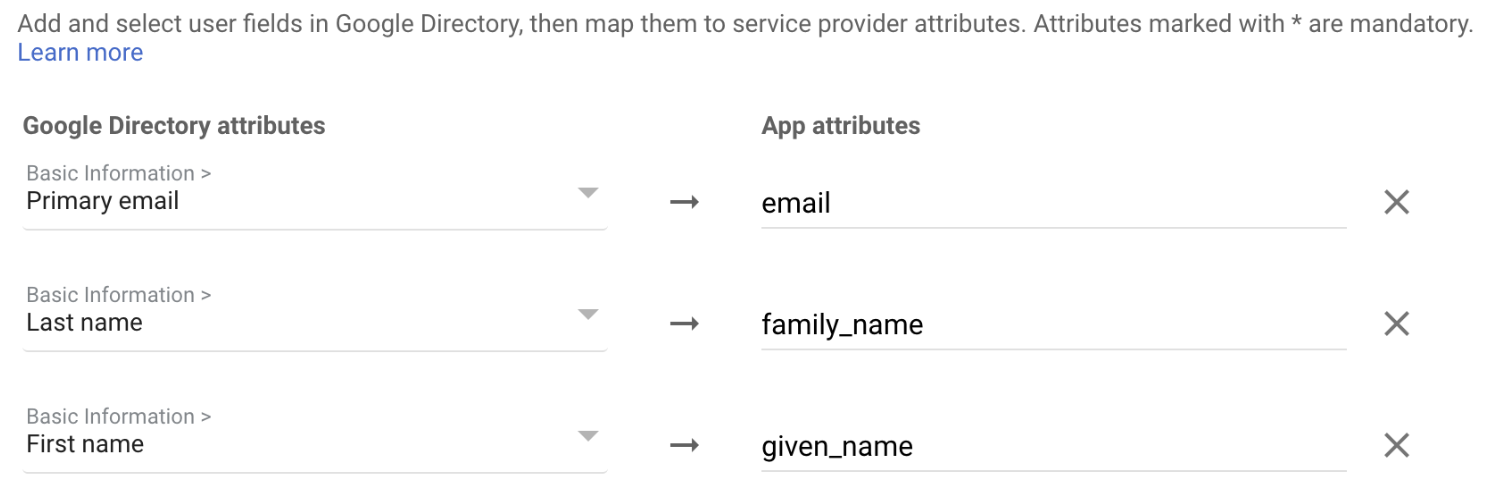 Add and select user fields in Google Directory, then map them to service provider attributes. Attributes marked with * are mandatory.
Learn more
Google Directory attributes
App attributes
Basic Information >
Primary email
email
Basic Information >
Last name
family_name
Basic Information >
First name
given_name